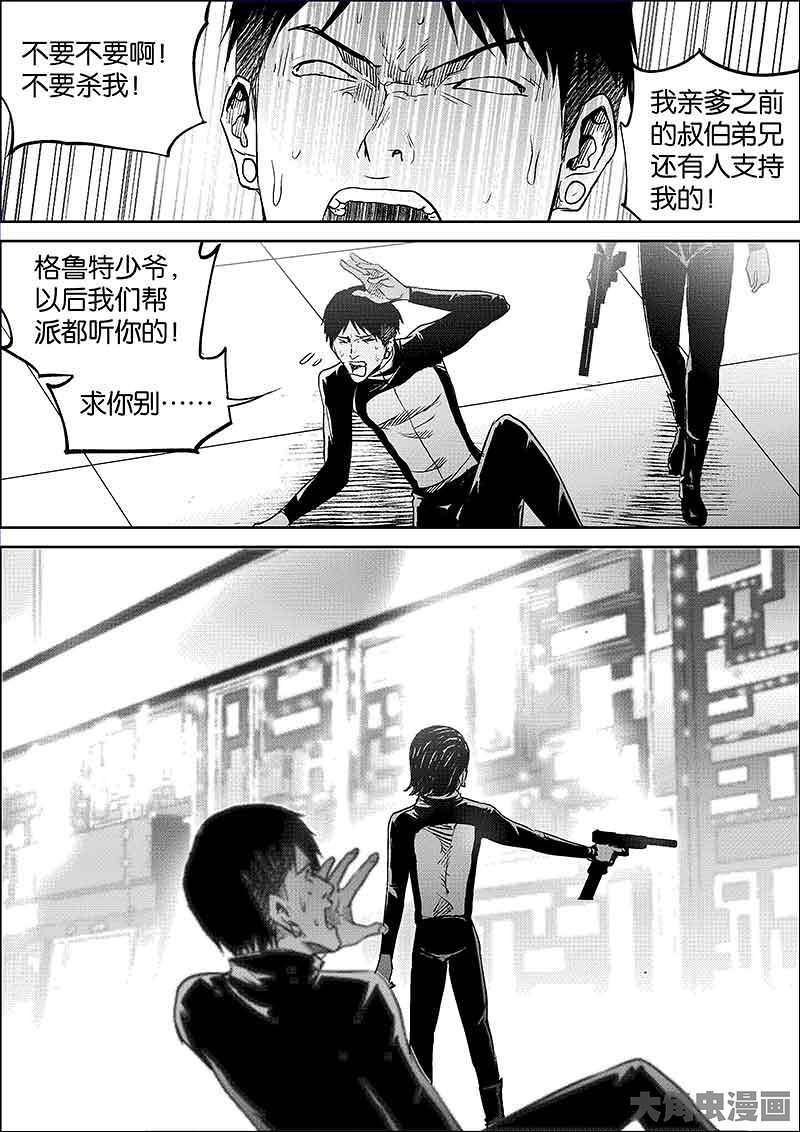 不要不要啊！
不要杀我！
我亲爹之前
的叔伯弟兄
还有人支持
我的！
格鲁特少爷，
以后我们帮
派都听你的！
求你别……
大角虫漫画